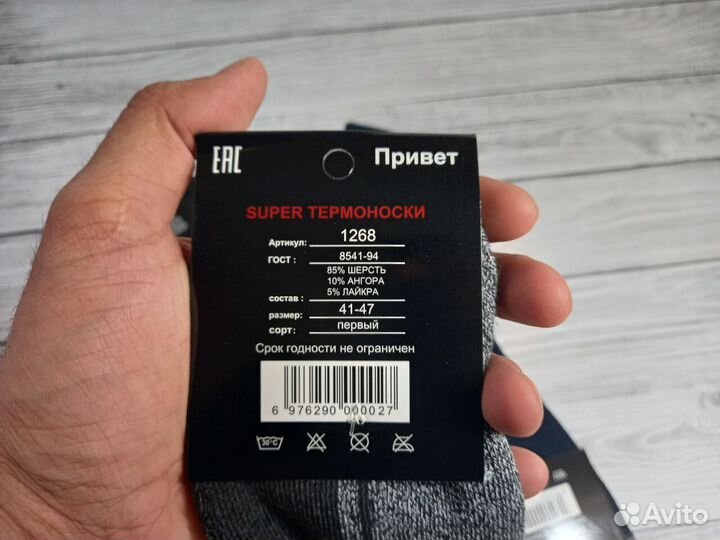 EAC
Привет
SUPER ТЕРМОНОСКИ
Артикул: 1268
ГОСТ : 8541-94
85% ШЕРСТЬ
10% АНГОРА
состав : 5% ЛАЙКРА
размер: 41-47
сорт : первый
Срок годности не ограничен
6 976290 000027
30°C
Avito